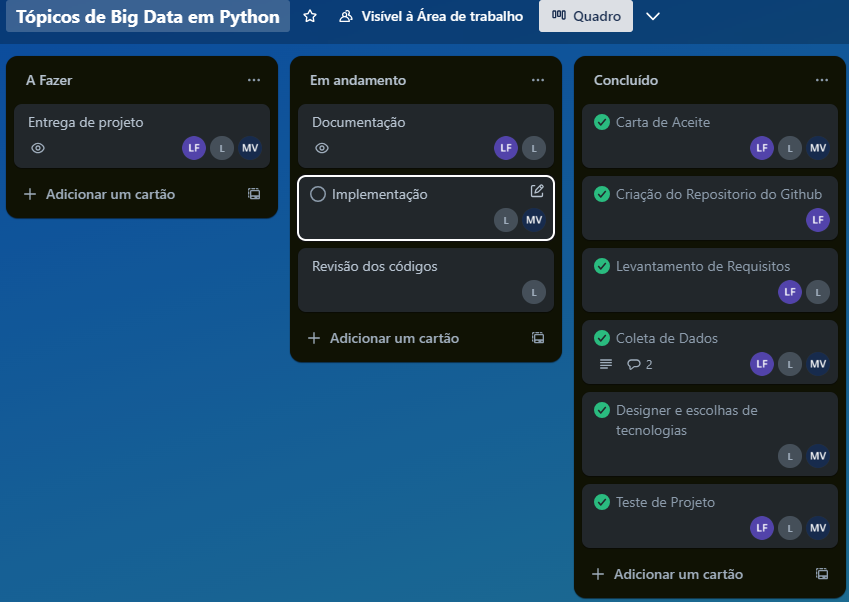 Tópicos de Big Data em Python
Visível à Área de trabalho
Quadro
A Fazer
Entrega de projeto
LF L MV
Adicionar um cartão
Em andamento
Documentação
LF L
Implementação
L MV
Revisão dos códigos
L
Adicionar um cartão
Concluído
Carta de Aceite
LF L MV
Criação do Repositorio do Github
LF
Levantamento de Requisitos
LF L
Coleta de Dados
2 LF L MV
Designer e escolhas de
tecnologias
L MV
Teste de Projeto
LF L MV
Adicionar um cartão